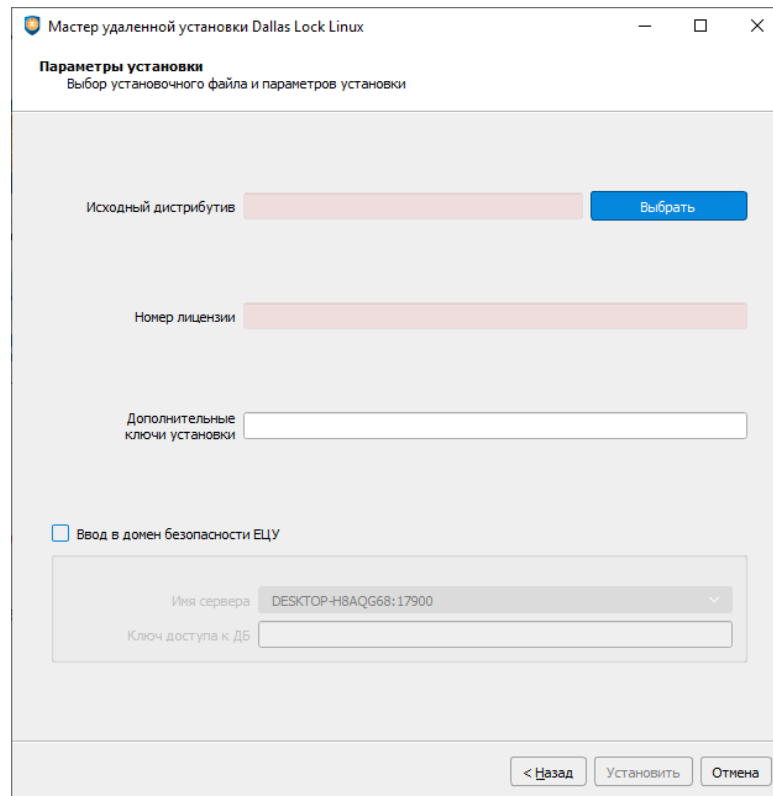 Мастер удаленной установки Dallas Lock Linux
Параметры установки
Выбор установочного файла и параметров установки
Исходный дистрибутив
Выбрать
Номер лицензии
Дополнительные
ключи установки
Ввод в домен безопасности ЕЦУ
Имя сервера DESKTOP-H8AQG68:17900
Ключ доступа к ДБ
< Назад Установить Отмена